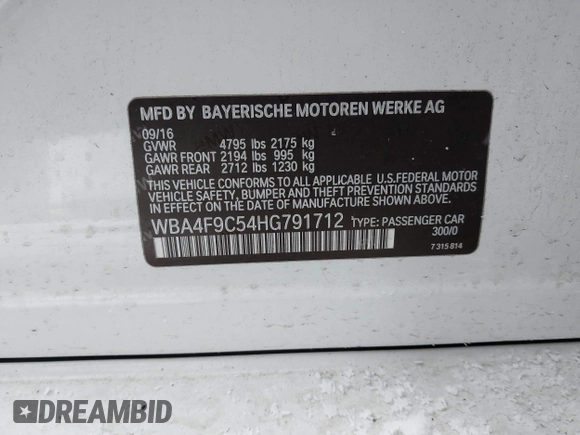 MFD BY BAYERISCHE MOTOREN WERKE AG
09/16
GVWR 4795 lbs 2175 kg
GAWR FRONT 2194 lbs 995 kg
GAWR REAR 2712 lbs 1230 kg
THIS VEHICLE CONFORMS TO ALL APPLICABLE U.S.FEDERAL MOTOR
VEHICLE SAFETY, BUMPER AND THEFT PREVENTION STANDARDS IN
EFFECT ON THE DATE OF MANUFACTURE SHOWN ABOVE.
WBA4F9C54HG791712 TYPE: PASSENGER CAR
300/0
7 315 814
DREAMBID